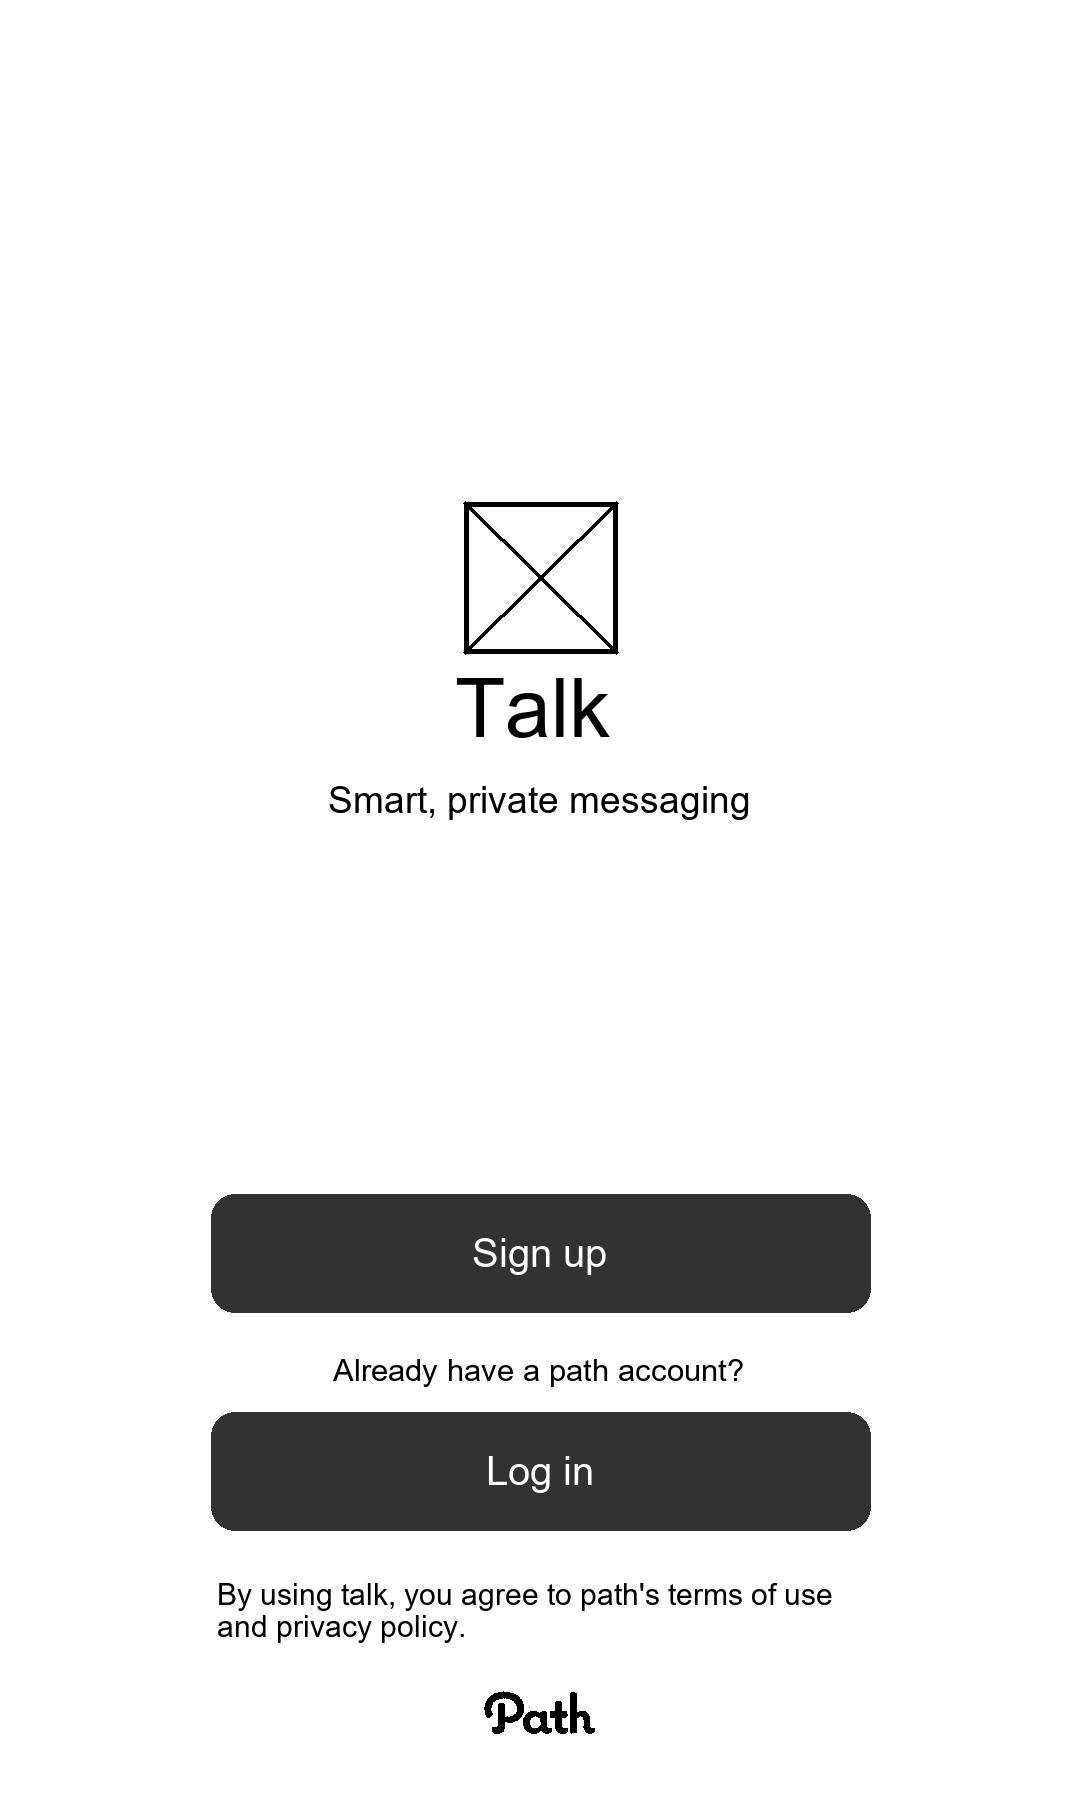 Talk
Smart, private messaging
Sign up
Already have a path account?
Log in
By using talk, you agree to path's terms of use
and privacy policy.
Path